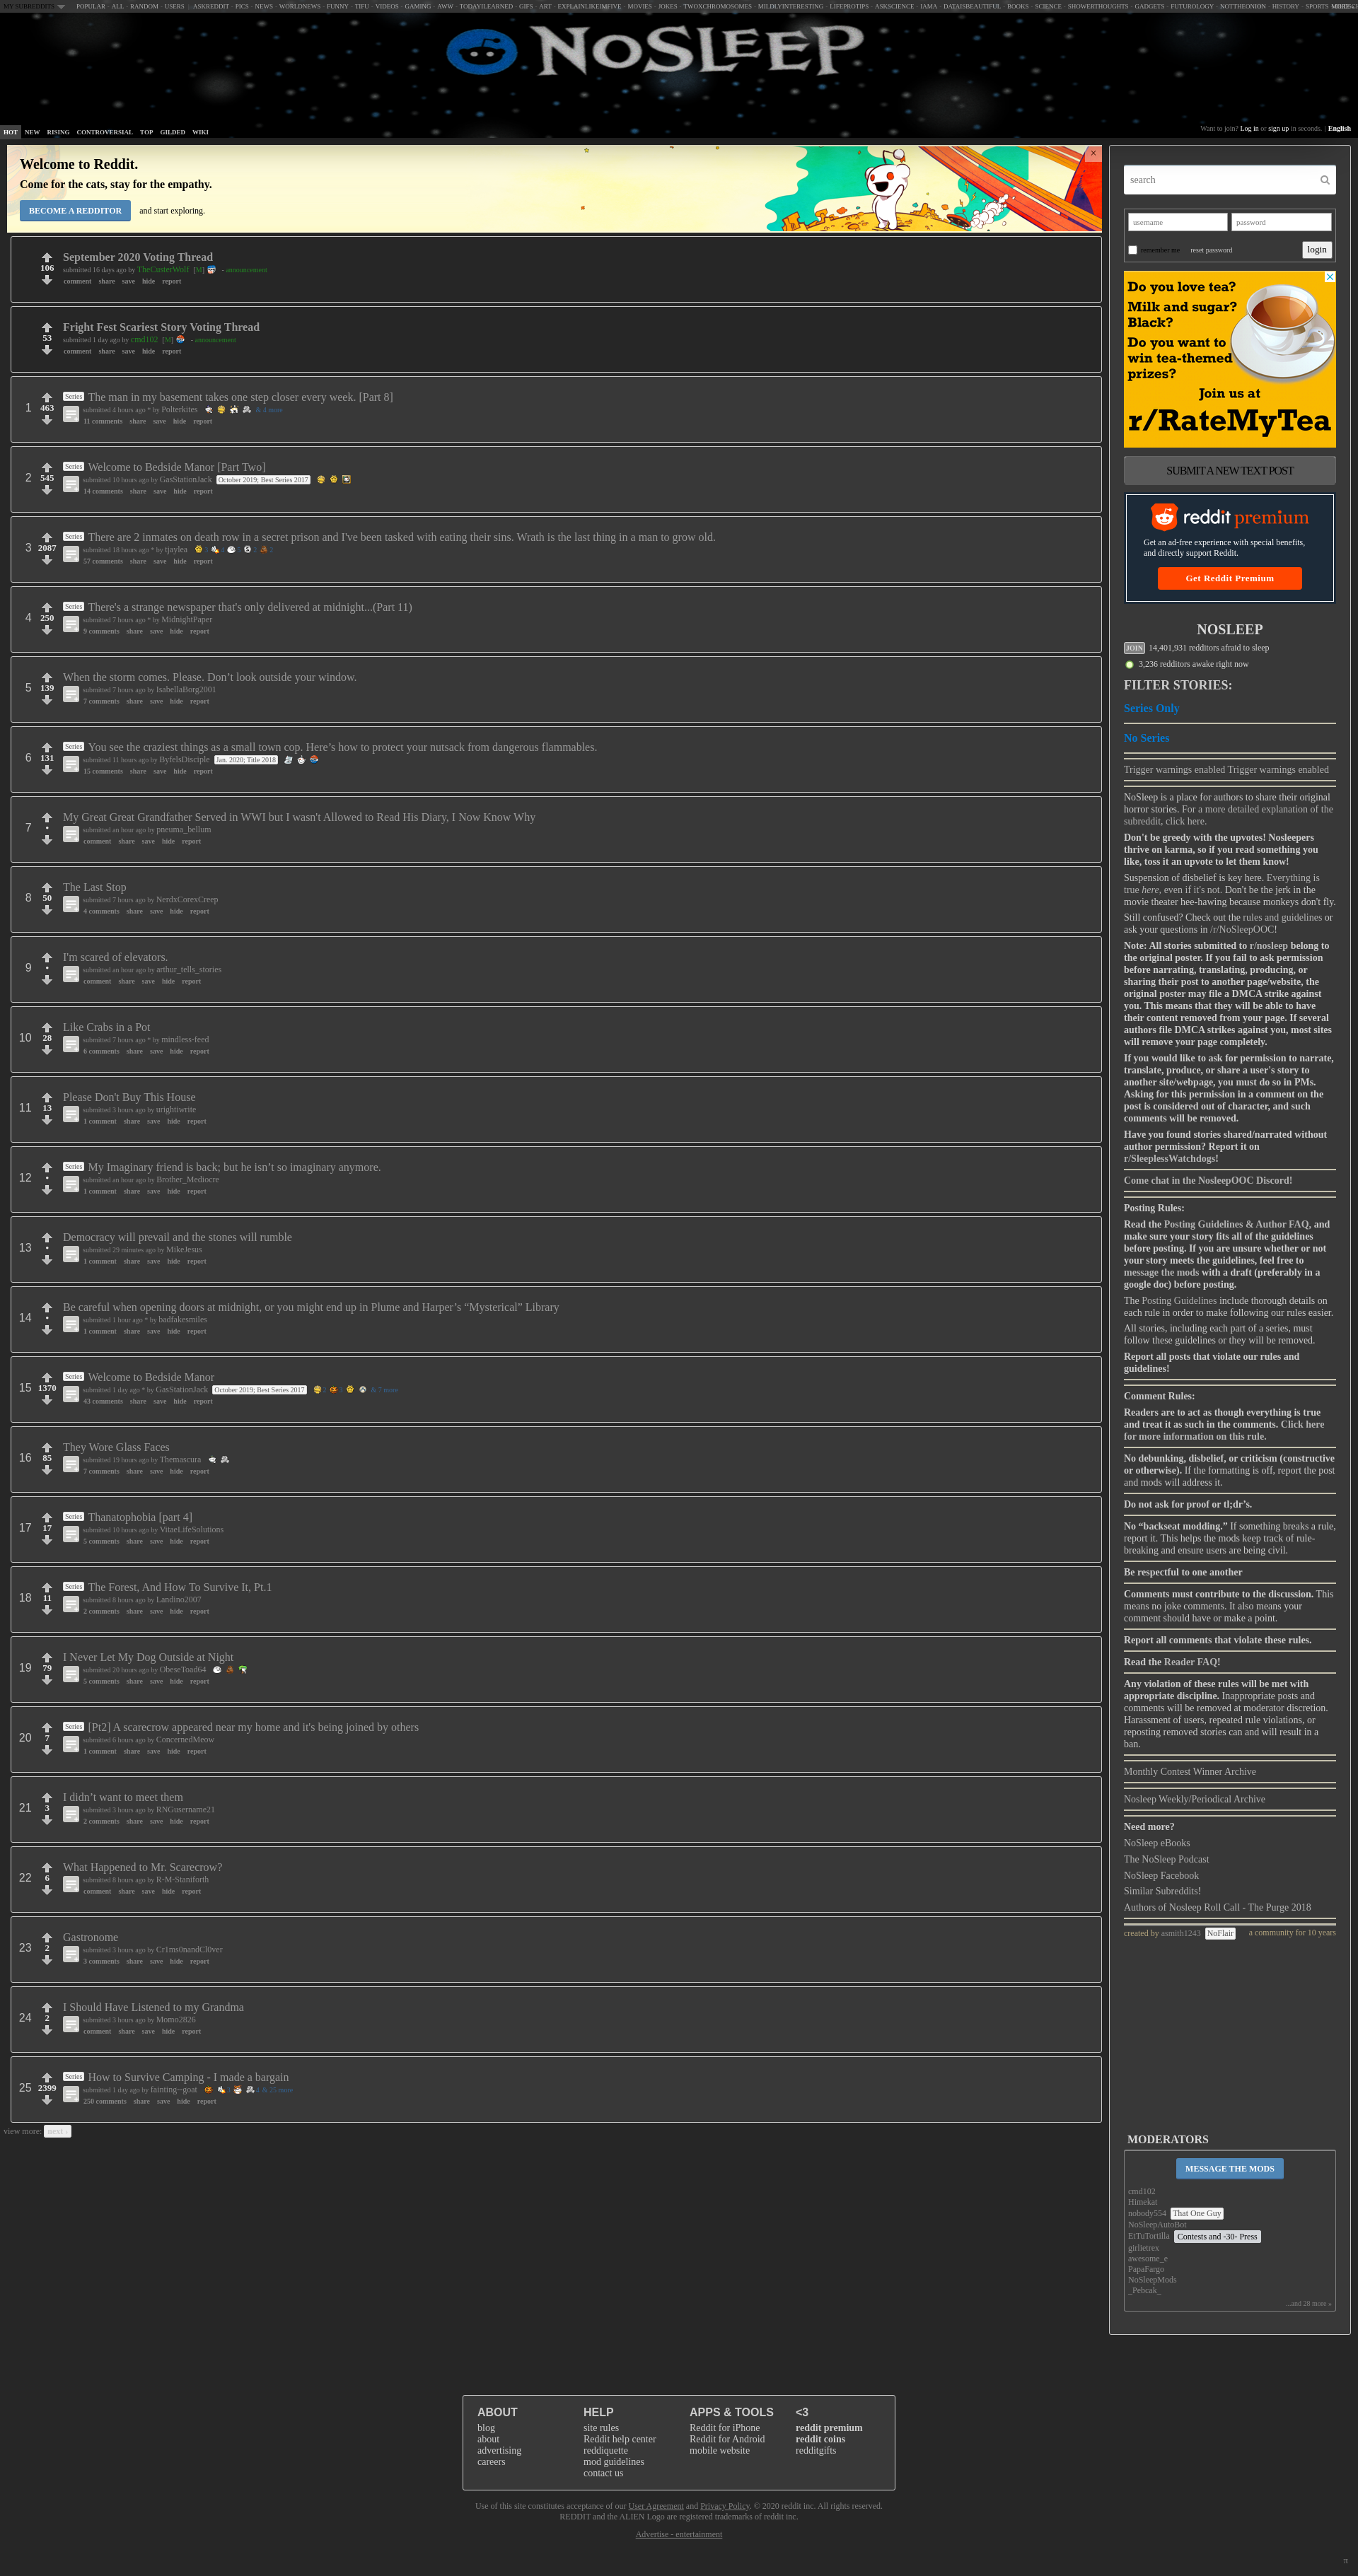 MY SUBREDDITS POPULAR ALL RANDOM USERS ASKREDDIT PICS NEWS WORLDNEWS FUNNY TIFU VIDEOS GAMING AWW TODAYILEARNED GIFS ART EXPLAINLIKEIMFIVE MOVIES JOKES TWOXCHROMOSOMES MILDLYINTERESTING LIFEPROTIPS ASKSCIENCE IAMA DATAISBEAUTIFUL BOOKS SCIENCE SHOWERTHOUGHTS GADGETS FUTUROLOGY NOTTHEONION HISTORY SPORTS
NOSLEEP
HOT NEW RISING CONTROVERSIAL TOP GILDED WIKI
Want to join? Log in or sign up in seconds. | English
Welcome to Reddit.
Come for the cats, stay for the empathy.
BECOME A REDDITOR and start exploring.
×
106
September 2020 Voting Thread
submitted 16 days ago by TheCusterWolf [M] - announcement
comment share save hide report
53
Fright Fest Scariest Story Voting Thread
submitted 1 day ago by cmd102 [M] - announcement
comment share save hide report
1 463
Series The man in my basement takes one step closer every week. [Part 8]
submitted 4 hours ago * by Polterkites & 4 more
11 comments share save hide report
2 545
Series Welcome to Bedside Manor [Part Two]
submitted 10 hours ago by GasStationJack October 2019; Best Series 2017
14 comments share save hide report
3 2087
Series There are 2 inmates on death row in a secret prison and I've been tasked with eating their sins. Wrath is the last thing in a man to grow old.
submitted 18 hours ago * by tjaylea
57 comments share save hide report
4 250
Series There's a strange newspaper that's only delivered at midnight...(Part 11)
submitted 7 hours ago * by MidnightPaper
9 comments share save hide report
5 139
When the storm comes. Please. Don’t look outside your window.
submitted 7 hours ago by IsabellaBorg2001
7 comments share save hide report
6 131
Series You see the craziest things as a small town cop. Here’s how to protect your nutsack from dangerous flammables.
submitted 11 hours ago by ByfelsDisciple Jan. 2020; Title 2018
15 comments share save hide report
7 •
My Great Great Grandfather Served in WWI but I wasn't Allowed to Read His Diary, I Now Know Why
submitted an hour ago by pneuma_bellum
comment share save hide report
8 50
The Last Stop
submitted 7 hours ago by NerdxCorexCreep
4 comments share save hide report
9 •
I'm scared of elevators.
submitted an hour ago by arthur_tells_stories
comment share save hide report
10 28
Like Crabs in a Pot
submitted 7 hours ago * by mindless-feed
6 comments share save hide report
11 13
Please Don't Buy This House
submitted 3 hours ago by urightiwrite
1 comment share save hide report
12 •
Series My Imaginary friend is back; but he isn’t so imaginary anymore.
submitted an hour ago by Brother_Mediocre
1 comment share save hide report
13 •
Democracy will prevail and the stones will rumble
submitted 29 minutes ago by MikeJesus
1 comment share save hide report
14 •
Be careful when opening doors at midnight, or you might end up in Plume and Harper’s “Mysterical” Library
submitted 1 hour ago * by badfakesmiles
1 comment share save hide report
15 1370
Series Welcome to Bedside Manor
submitted 1 day ago * by GasStationJack October 2019; Best Series 2017 & 7 more
43 comments share save hide report
16 85
They Wore Glass Faces
submitted 19 hours ago by Themascura
7 comments share save hide report
17 17
Series Thanatophobia [part 4]
submitted 10 hours ago by VitaeLifeSolutions
5 comments share save hide report
18 11
Series The Forest, And How To Survive It, Pt.1
submitted 8 hours ago by Landino2007
2 comments share save hide report
19 79
I Never Let My Dog Outside at Night
submitted 20 hours ago by ObeseToad64
5 comments share save hide report
20 7
Series [Pt2] A scarecrow appeared near my home and it's being joined by others
submitted 6 hours ago by ConcernedMeow
1 comment share save hide report
21 3
I didn’t want to meet them
submitted 3 hours ago by RNGusername21
2 comments share save hide report
22 6
What Happened to Mr. Scarecrow?
submitted 8 hours ago by R-M-Staniforth
comment share save hide report
23 2
Gastronome
submitted 3 hours ago by Cr1ms0nandCl0ver
3 comments share save hide report
24 2
I Should Have Listened to my Grandma
submitted 3 hours ago by Momo2826
comment share save hide report
25 2399
Series How to Survive Camping - I made a bargain
submitted 1 day ago by fainting--goat & 25 more
250 comments share save hide report
view more: next ›
search
username password
remember me reset password login
Do you love tea?
Milk and sugar?
Black?
Do you want to
win tea-themed
prizes?
Join us at
r/RateMyTea
SUBMIT A NEW TEXT POST
reddit premium
Get an ad-free experience with special benefits,
and directly support Reddit.
Get Reddit Premium
NOSLEEP
JOIN 14,401,931 redditors afraid to sleep
3,236 redditors awake right now
FILTER STORIES:
Series Only
No Series
Trigger warnings enabled Trigger warnings enabled
NoSleep is a place for authors to share their original
horror stories. For a more detailed explanation of the
subreddit, click here.
Don't be greedy with the upvotes! Nosleepers
thrive on karma, so if you read something you
like, toss it an upvote to let them know!
Suspension of disbelief is key here. Everything is
true here, even if it's not. Don't be the jerk in the
movie theater hee-hawing because monkeys don't fly.
Still confused? Check out the rules and guidelines or
ask your questions in /r/NoSleepOOC!
Note: All stories submitted to r/nosleep belong to
the original poster. If you fail to ask permission
before narrating, translating, producing, or
sharing their post to another page/website, the
original poster may file a DMCA strike against
you. This means that they will be able to have
their content removed from your page. If several
authors file DMCA strikes against you, most sites
will remove your page completely.
If you would like to ask for permission to narrate,
translate, produce, or share a user's story to
another site/webpage, you must do so in PMs.
Asking for this permission in a comment on the
post is considered out of character, and such
comments will be removed.
Have you found stories shared/narrated without
author permission? Report it on
r/SleeplessWatchdogs!
Come chat in the NosleepOOC Discord!
Posting Rules:
Read the Posting Guidelines & Author FAQ, and
make sure your story fits all of the guidelines
before posting. If you are unsure whether or not
your story meets the guidelines, feel free to
message the mods with a draft (preferably in a
google doc) before posting.
The Posting Guidelines include thorough details on
each rule in order to make following our rules easier.
All stories, including each part of a series, must
follow these guidelines or they will be removed.
Report all posts that violate our rules and
guidelines!
Comment Rules:
Readers are to act as though everything is true
and treat it as such in the comments. Click here
for more information on this rule.
No debunking, disbelief, or criticism (constructive
or otherwise). If the formatting is off, report the post
and mods will address it.
Do not ask for proof or tl;dr’s.
No “backseat modding.” If something breaks a rule,
report it. This helps the mods keep track of rule-
breaking and ensure users are being civil.
Be respectful to one another
Comments must contribute to the discussion. This
means no joke comments. It also means your
comment should have or make a point.
Report all comments that violate these rules.
Read the Reader FAQ!
Any violation of these rules will be met with
appropriate discipline. Inappropriate posts and
comments will be removed at moderator discretion.
Harassment of users, repeated rule violations, or
reposting removed stories can and will result in a
ban.
Monthly Contest Winner Archive
Nosleep Weekly/Periodical Archive
Need more?
NoSleep eBooks
The NoSleep Podcast
NoSleep Facebook
Similar Subreddits!
Authors of Nosleep Roll Call - The Purge 2018
created by asmith1243 NoFlair a community for 10 years
MODERATORS
MESSAGE THE MODS
cmd102
Himekat
nobody554 That One Guy
NoSleepAutoBot
EtTuTortilla Contests and -30- Press
girlietrex
awesome_e
PapaFargo
NoSleepMods
_Pebcak_
...and 28 more »
ABOUT
blog
about
advertising
careers
HELP
site rules
Reddit help center
reddiquette
mod guidelines
contact us
APPS & TOOLS
Reddit for iPhone
Reddit for Android
mobile website
<3
reddit premium
reddit coins
redditgifts
Use of this site constitutes acceptance of our User Agreement and Privacy Policy. © 2020 reddit inc. All rights reserved.
REDDIT and the ALIEN Logo are registered trademarks of reddit inc.
Advertise - entertainment
π